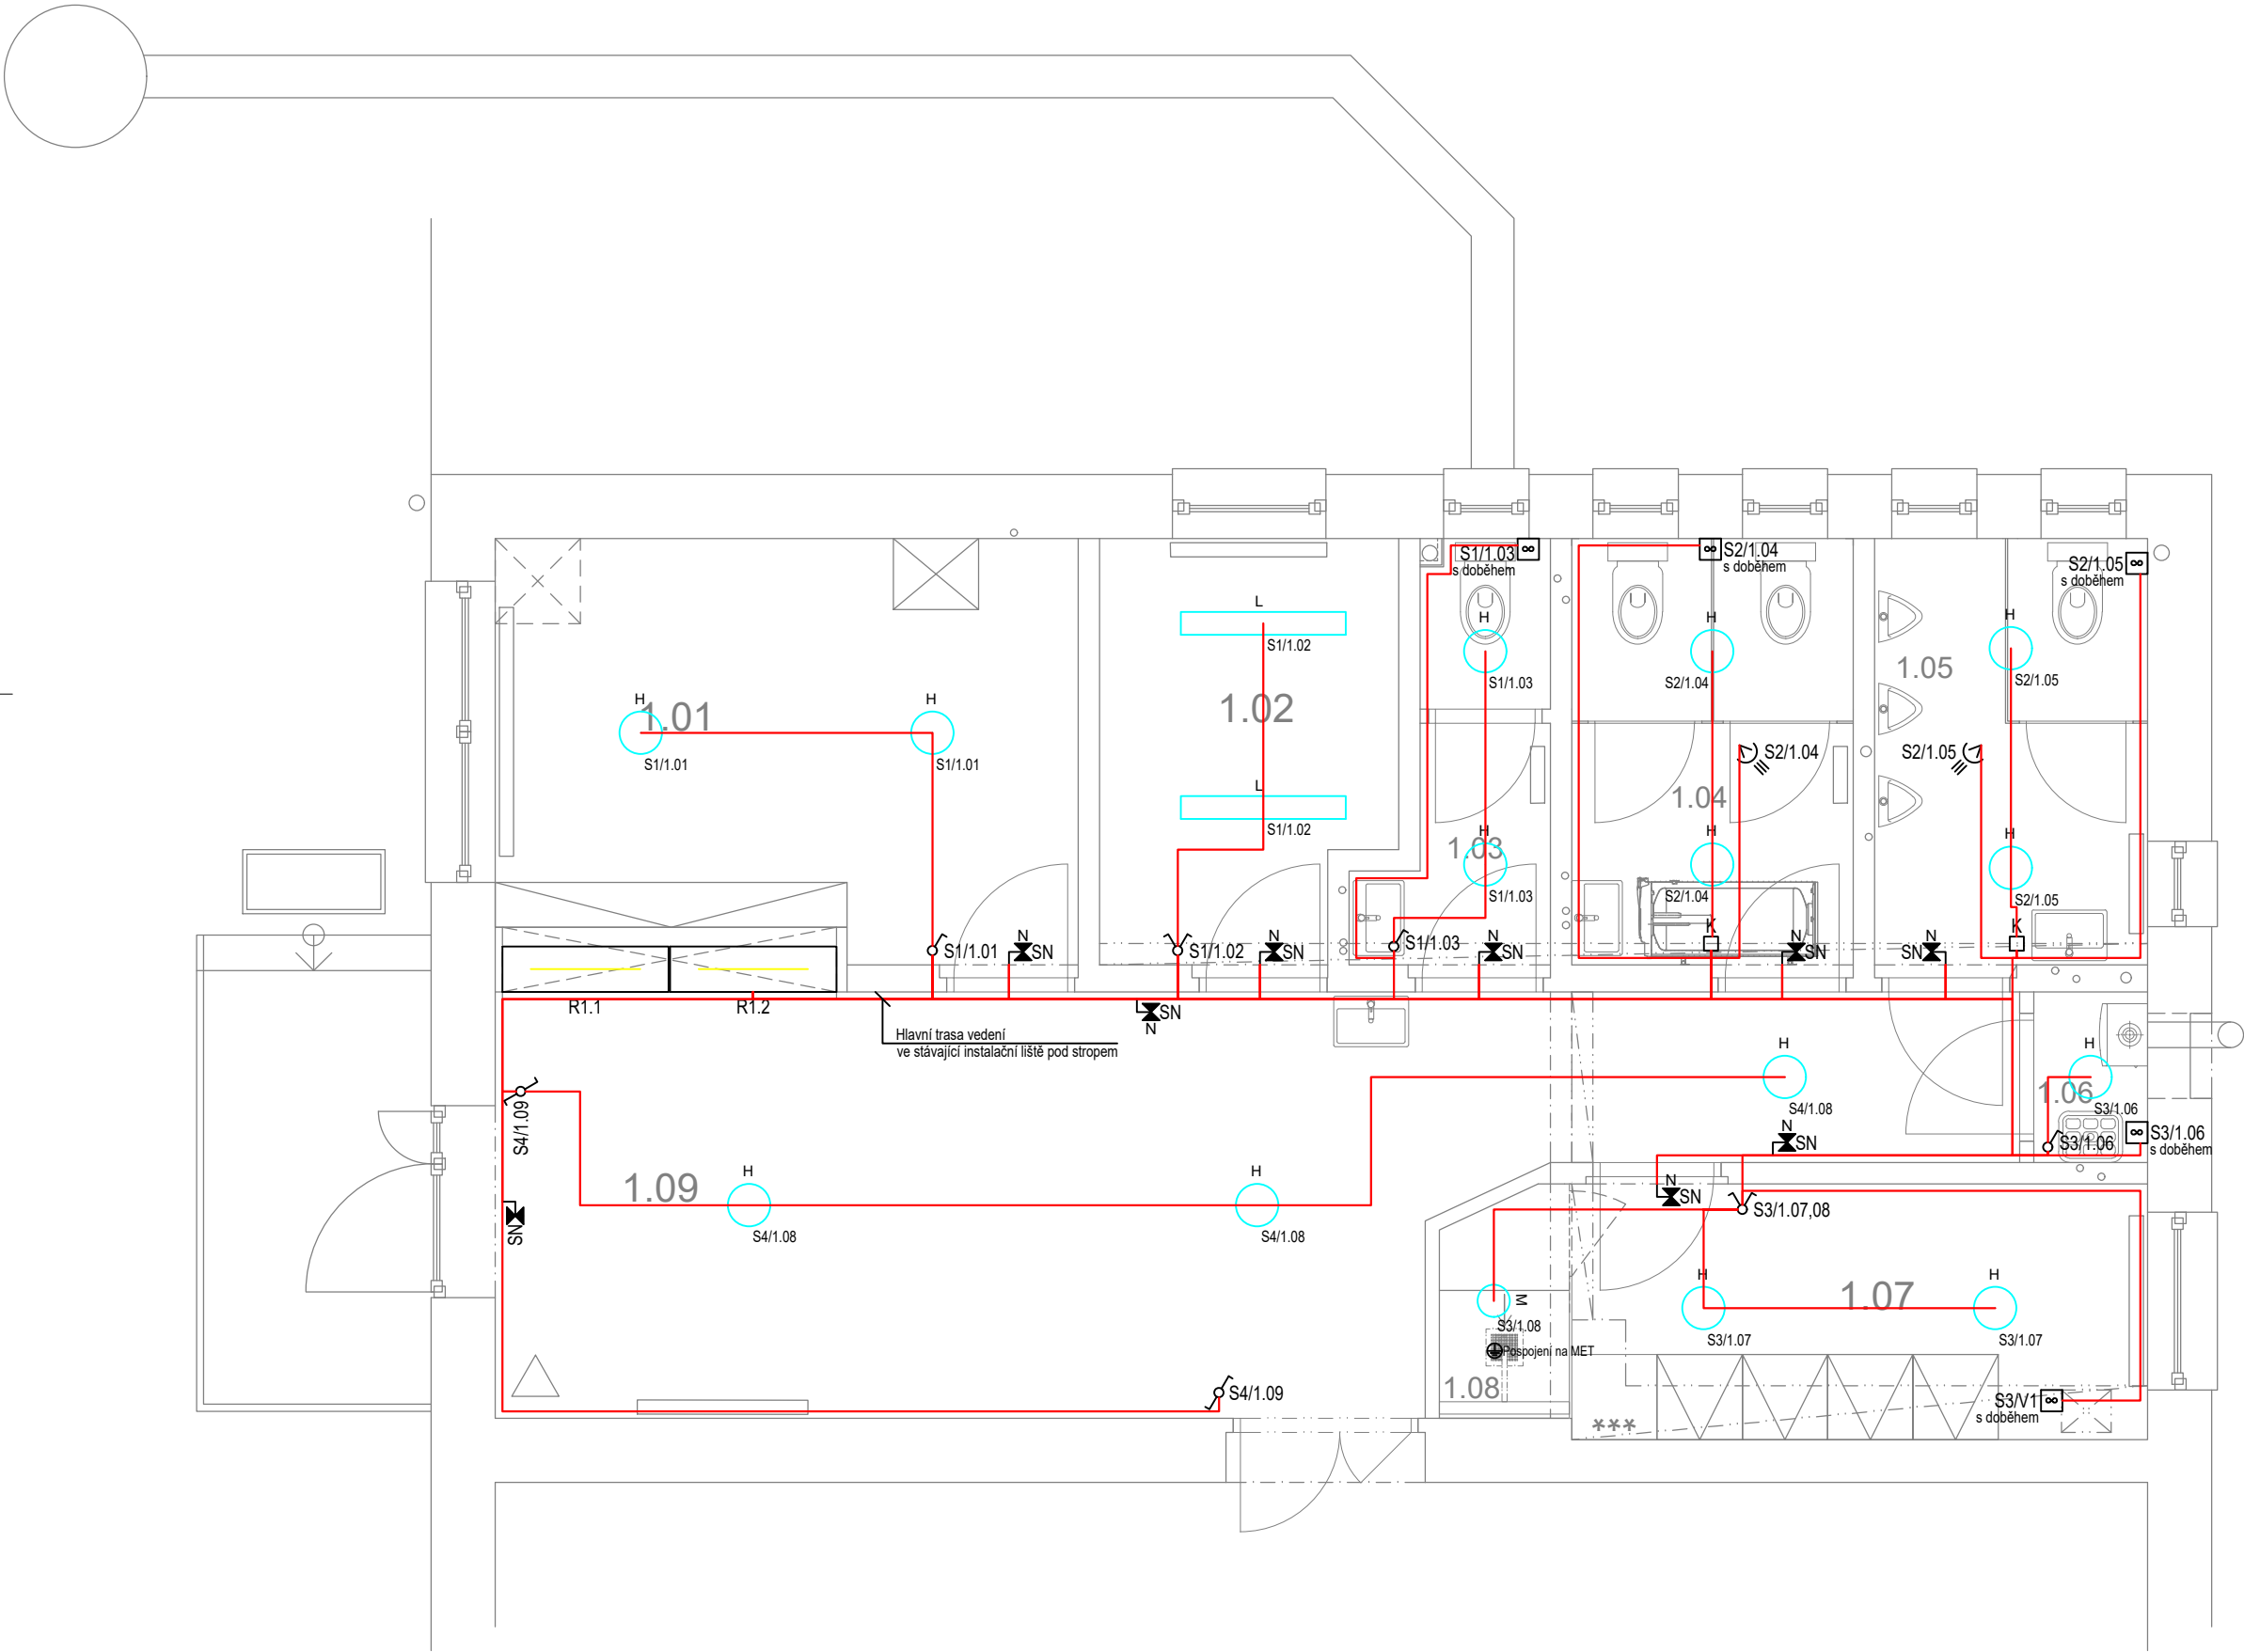 S1/1.03
s doběhem
S2/1.04
s doběhem
S2/1.05
s doběhem
L
S1/1.02
H
S1/1.03
H
S2/1.04
H
S2/1.05
1.05
H
1.01
S1/1.01
H
S1/1.01
1.02
S2/1.04
S2/1.05
1.04
L
S1/1.02
H
1.03
S1/1.03
H
S2/1.04
H
S2/1.05
S1/1.01
N
SN
S1/1.02
N
SN
S1/1.03
N
SN
K
N
SN
N
SN
K
R1.1
R1.2
SN
N
Hlavní trasa vedení
ve stávající instalační liště pod stropem
H
S4/1.08
H
1.06
S3/1.06
S4/1.09
N
SN
S3/1.06
S3/1.06
s doběhem
1.09
H
S4/1.08
H
S4/1.08
SN
N
N
SN
S3/1.07,08
M
S3/1.08
Pospojení na MET
H
S3/1.07
1.07
H
S3/1.07
1.08
S4/1.09
***
S3/V1
s doběhem